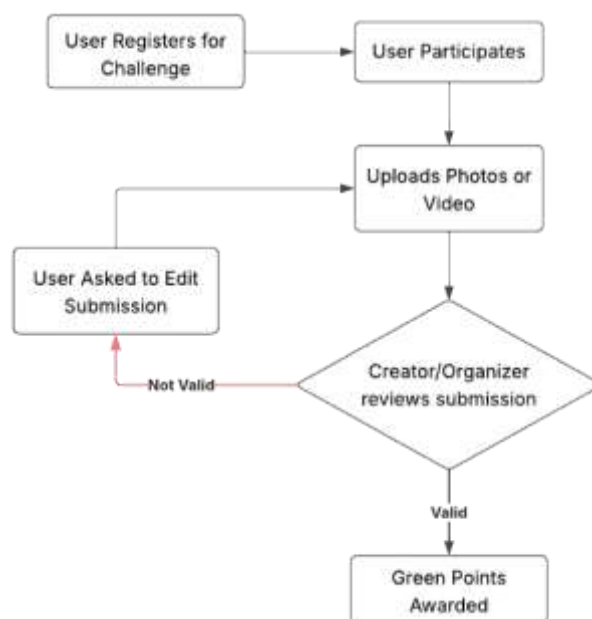 User Registers for
Challenge
User Participates
Uploads Photos or
Video
User Asked to Edit
Submission
Creator/Organizer
reviews submission
Not Valid
Valid
Green Points
Awarded